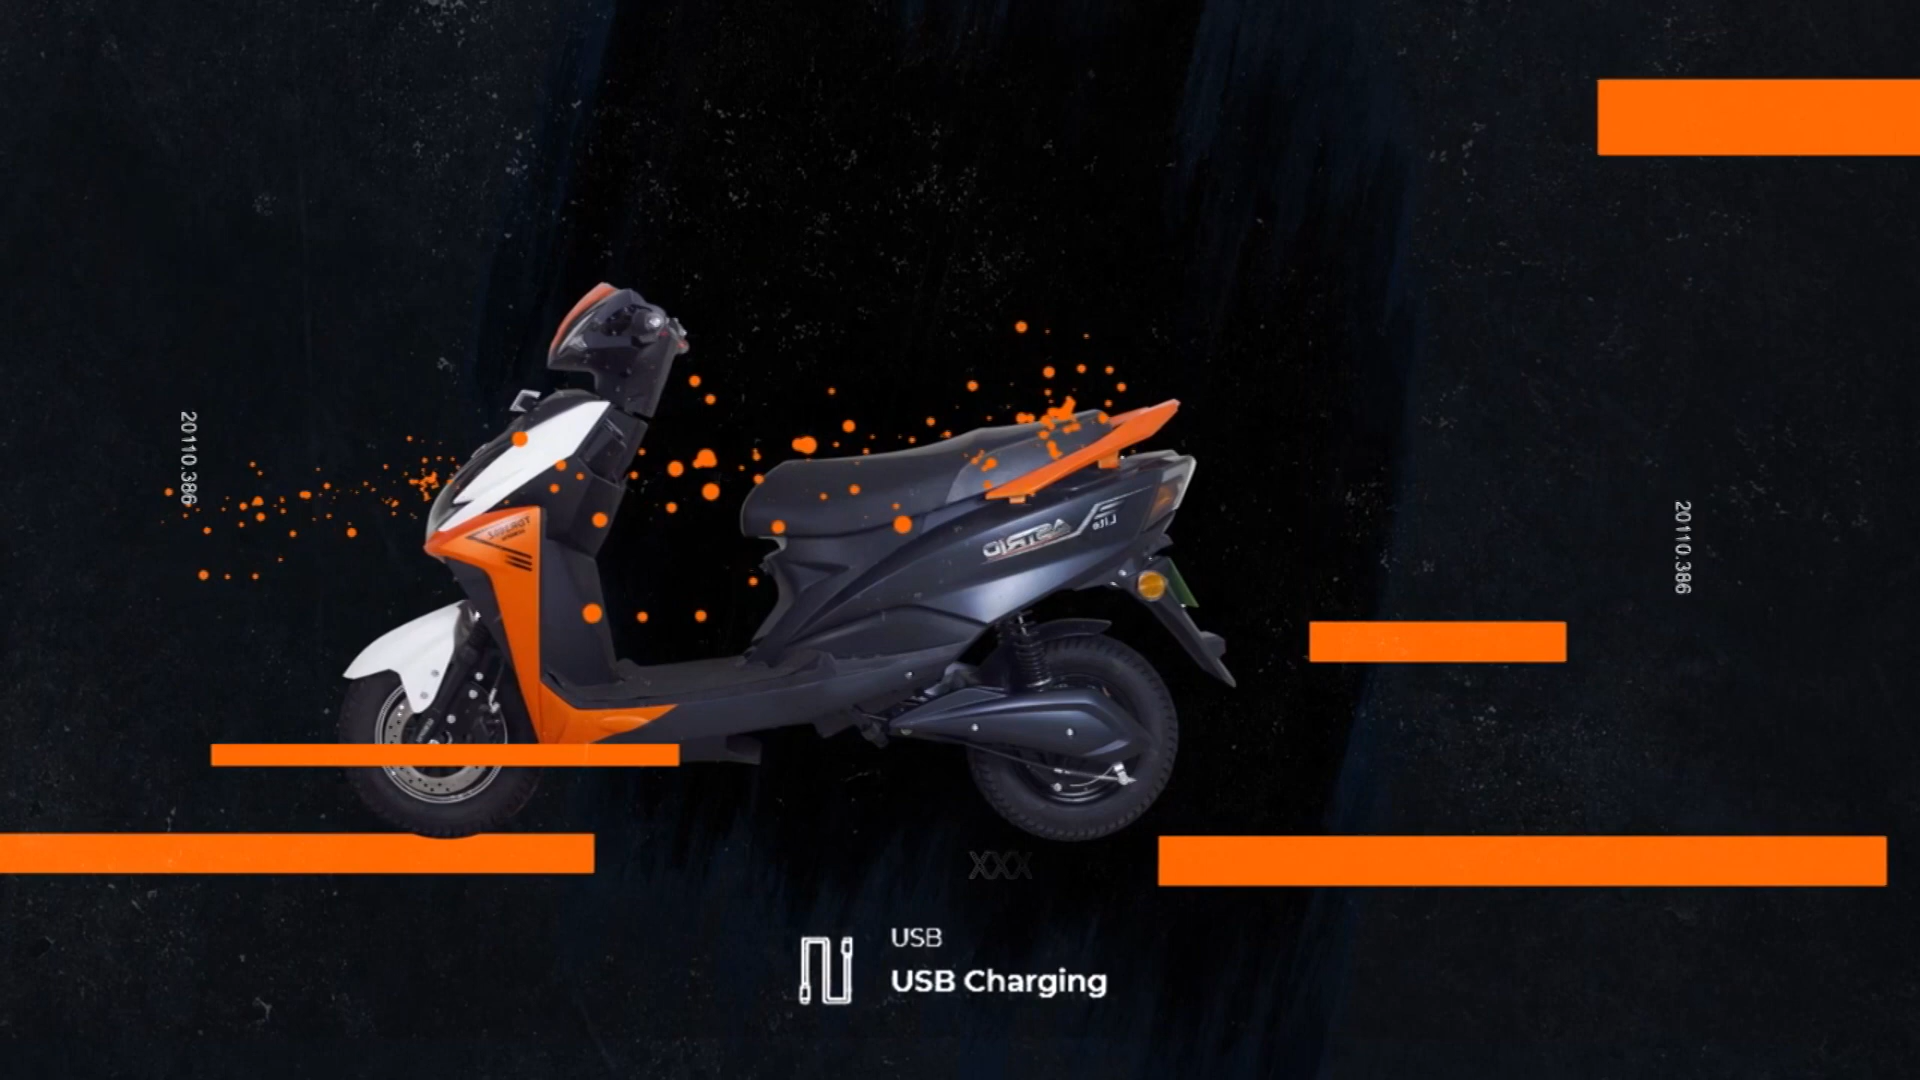 20110.386
20110.386
ASTRID
Lite
XXX
USB
USB Charging